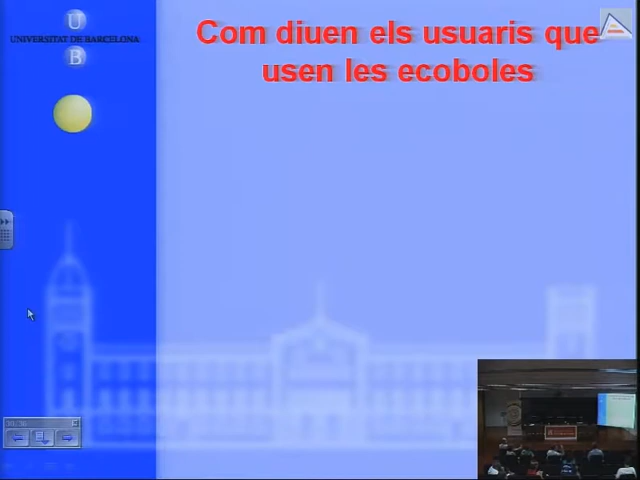 U
UNIVERSITAT DE BARCELONA
B
Com diuen els usuaris que
usen les ecoboles